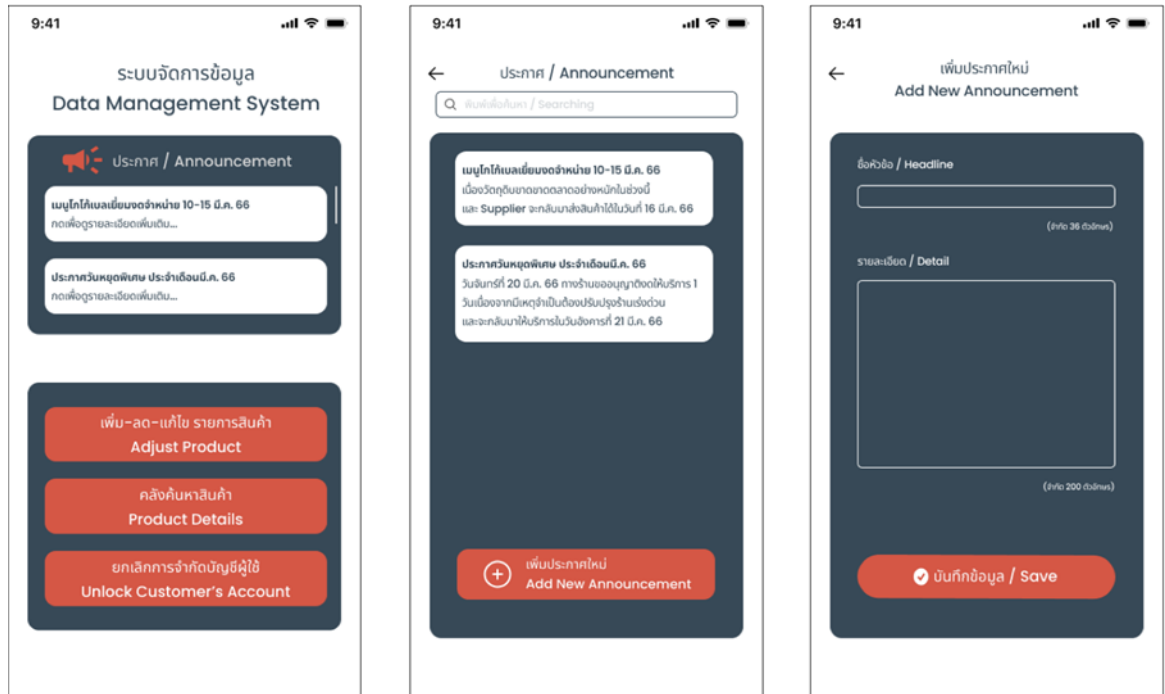 9:41
ระบบจัดการข้อมูล
Data Management System
ประกาศ / Announcement
เมนูโกโก้เบลเยี่ยมงดจำหน่าย 10-15 มี.ค. 66
กดเพื่อดูรายละเอียดเพิ่มเติม...
ประกาศวันหยุดพิเศษ ประจำเดือนมี.ค. 66
กดเพื่อดูรายละเอียดเพิ่มเติม...
เพิ่ม-ลด-แก้ไข รายการสินค้า
Adjust Product
คลังค้นหาสินค้า
Product Details
ยกเลิกการจำกัดบัญชีผู้ใช้
Unlock Customer's Account
9:41
ประกาศ / Announcement
พิมพ์เพื่อค้นหา / Searching
เมนูโกโก้เบลเยี่ยมงดจำหน่าย 10-15 มี.ค. 66
เนื่องวัตถุดิบขาดขาดตลาดอย่างหนักในช่วงนี้
และ Supplier จะกลับมาส่งสินค้าได้ในวันที่ 16 มี.ค. 66
ประกาศวันหยุดพิเศษ ประจำเดือนมี.ค. 66
วันจันทร์ที่ 20 มี.ค. 66 ทางร้านขออนุญาติงดให้บริการ 1
วันเนื่องจากมีเหตุจำเป็นต้องปรับปรุงร้านเร่งด่วน
และจะกลับมาให้บริการในวันอังคารที่ 21 มี.ค. 66
เพิ่มประกาศใหม่
Add New Announcement
9:41
เพิ่มประกาศใหม่
Add New Announcement
ชื่อหัวข้อ / Headline
(จำกัด 36 ตัวอักษร)
รายละเอียด / Detail
(จำกัด 200 ตัวอักษร)
บันทึกข้อมูล / Save